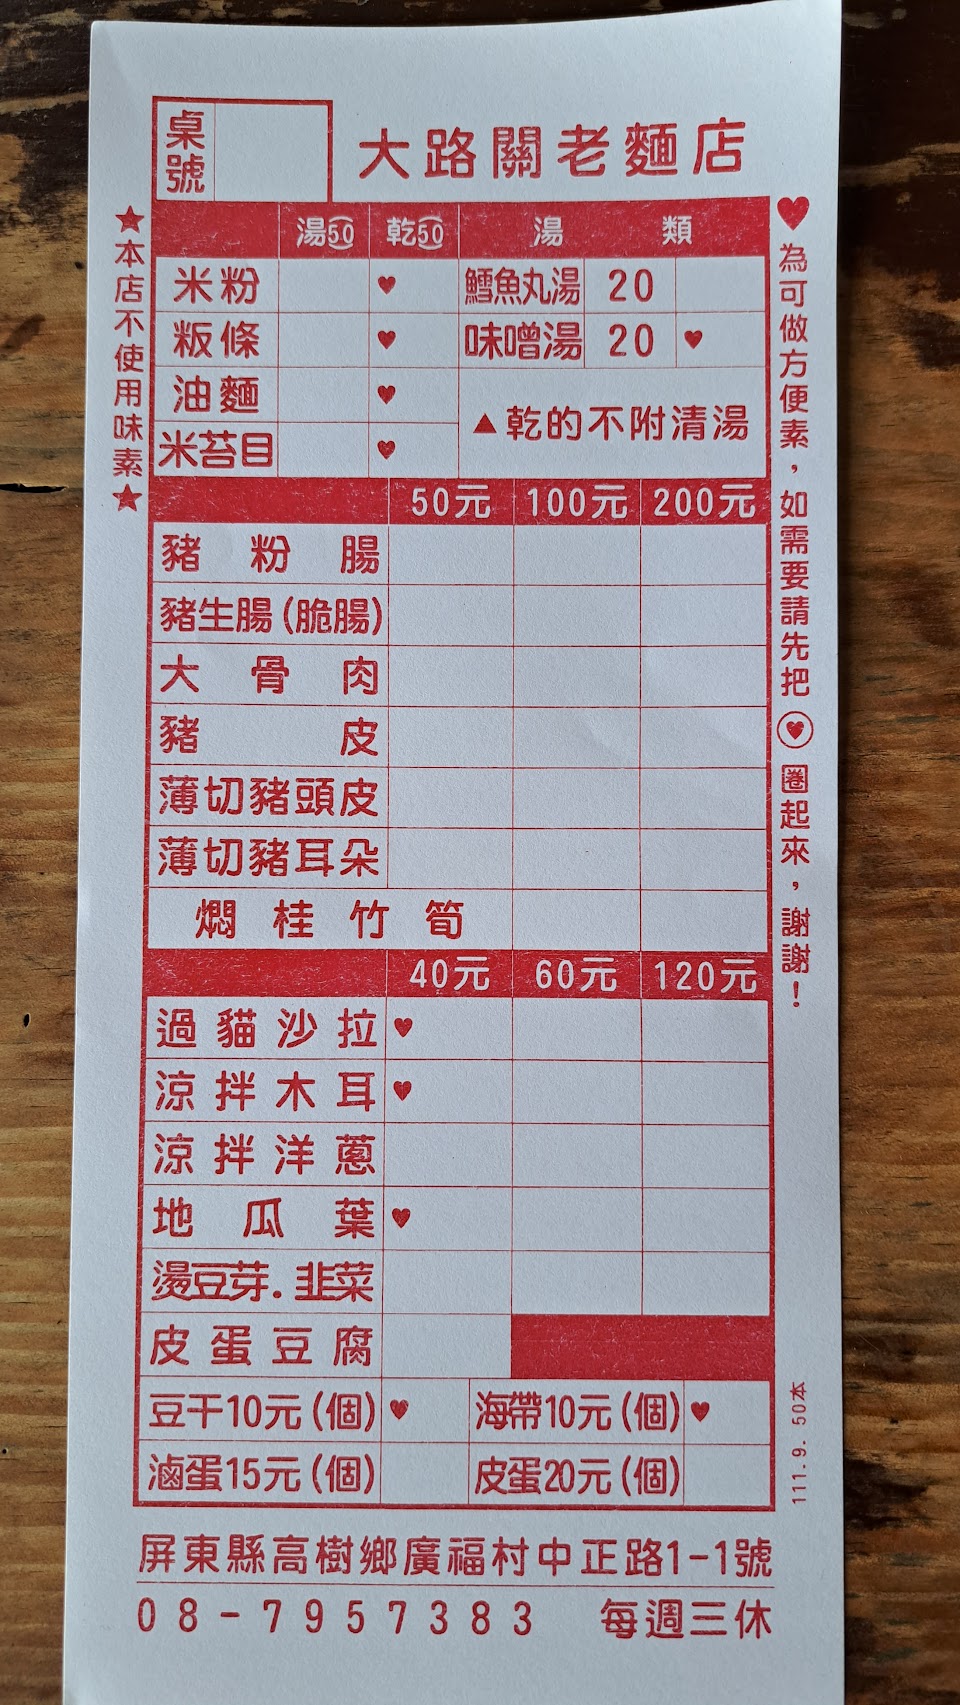 桌號
大路關老麵店
湯50 乾50 湯類
米粉 ♥ 鱈魚丸湯 20
粄條 ♥ 味噌湯 20 ♥
油麵 ♥
▲乾的不附清湯
米苔目 ♥
50元 100元 200元
豬粉腸
豬生腸(脆腸)
大骨肉
豬皮
薄切豬頭皮
薄切豬耳朵
燜桂竹筍
40元 60元 120元
過貓沙拉 ♥
涼拌木耳 ♥
涼拌洋蔥
地瓜葉 ♥
燙豆芽.韭菜
皮蛋豆腐
豆干10元(個) ♥ 海帶10元(個) ♥
滷蛋15元(個) 皮蛋20元(個)
屏東縣高樹鄉廣福村中正路1-1號
08-7957383 每週三休
★本店不使用味素★
♥為可做方便素，如需要請先把♥圈起來，謝謝！
111.9. 50本